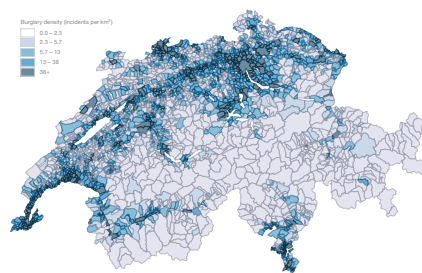 Burglary density (incidents per km²)
0.0 – 2.3
2.3 – 5.7
5.7 – 13
13 – 38
38+